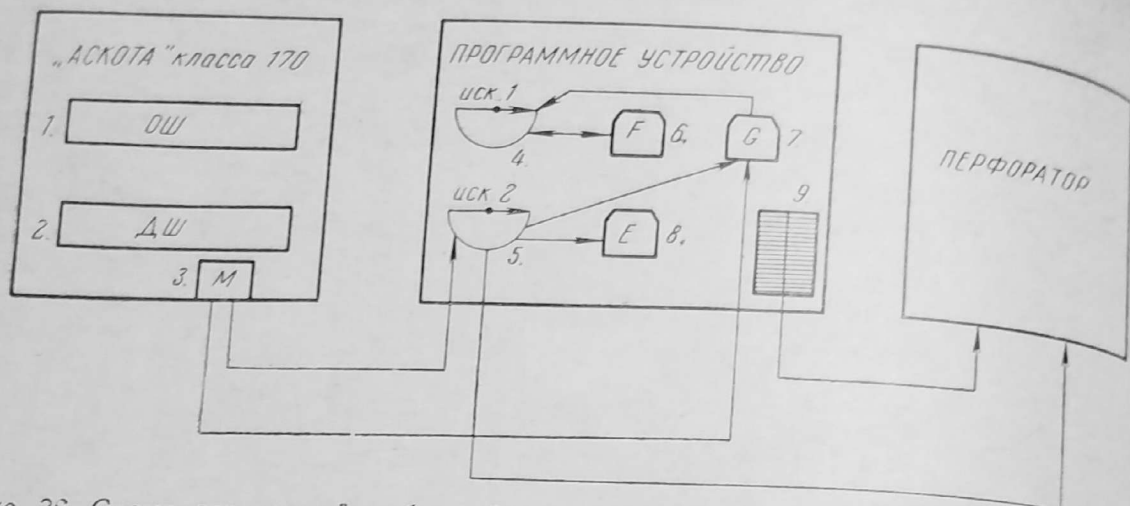 „АСКОТА" класса 170
1. ОШ
2. ДШ
3. М
ПРОГРАММНОЕ УСТРОЙСТВО
иск. 1
4.
F 6.
G 7.
иск. 2
5.
E 8.
9
ПЕРФОРАТОР